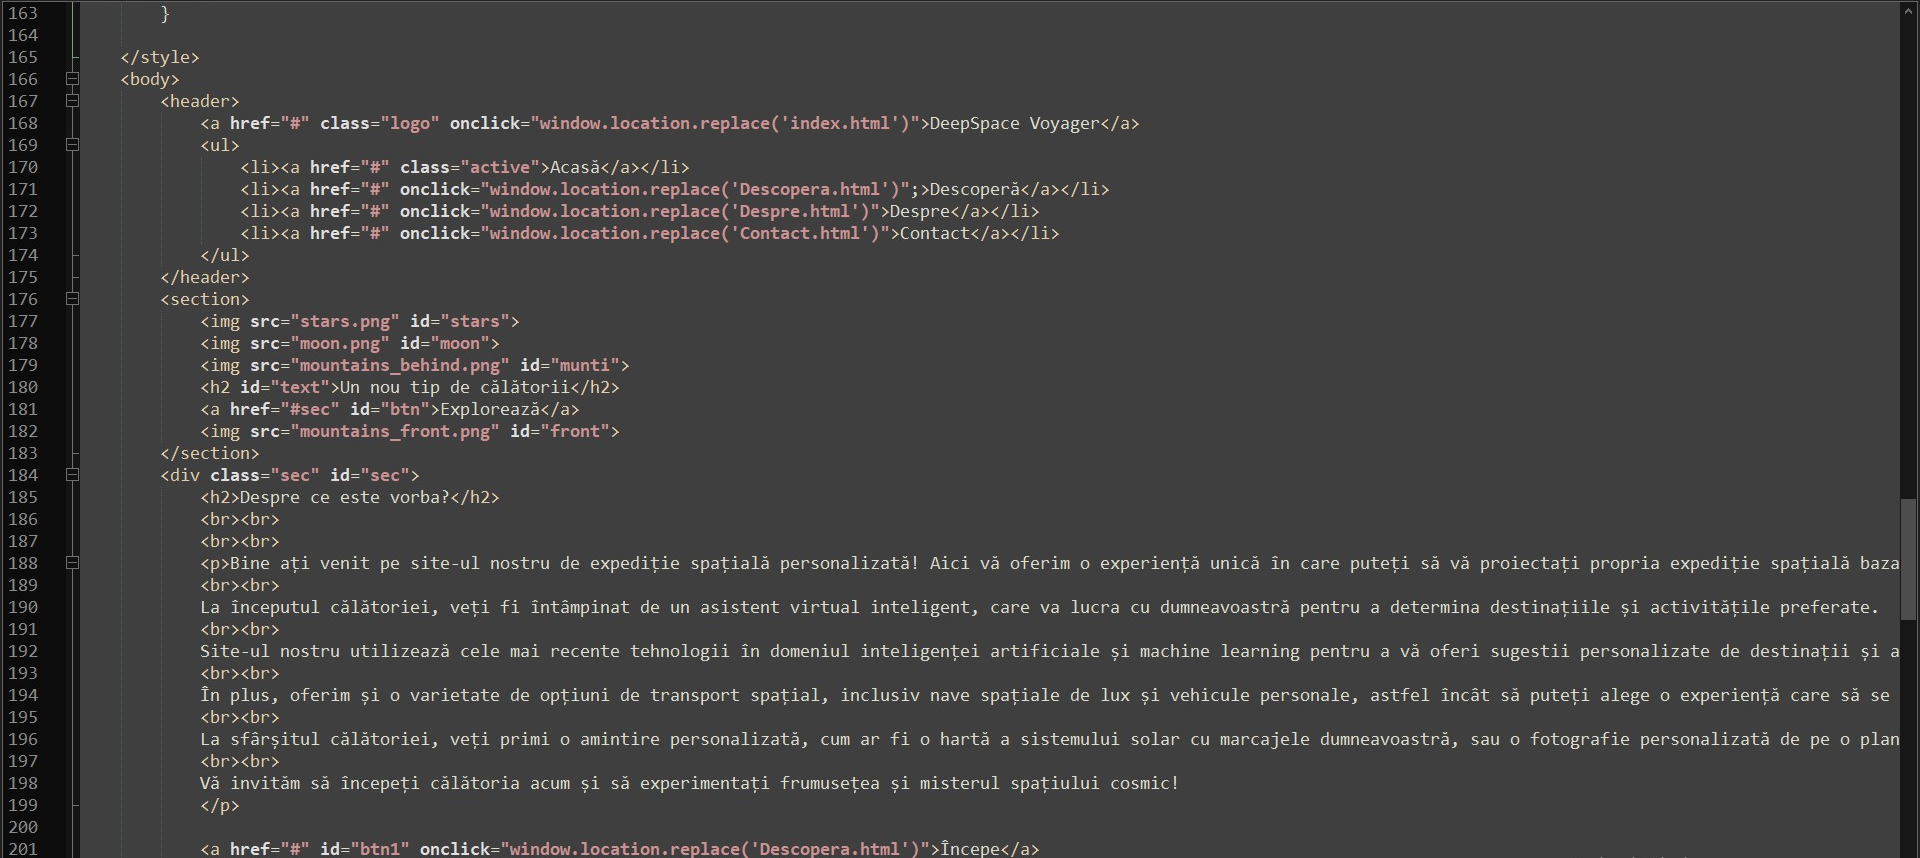 163 }
164
165 </style>
166 <body>
167 <header>
168 <a href="#" class="logo" onclick="window.location.replace('index.html')">DeepSpace Voyager</a>
169 <ul>
170 <li><a href="#" class="active">Acasă</a></li>
171 <li><a href="#" onclick="window.location.replace('Descopera.html')";>Descoperă</a></li>
172 <li><a href="#" onclick="window.location.replace('Despre.html')">Despre</a></li>
173 <li><a href="#" onclick="window.location.replace('Contact.html')">Contact</a></li>
174 </ul>
175 </header>
176 <section>
177 <img src="stars.png" id="stars">
178 <img src="moon.png" id="moon">
179 <img src="mountains_behind.png" id="munti">
180 <h2 id="text">Un nou tip de călătorii</h2>
181 <a href="#sec" id="btn">Explorează</a>
182 <img src="mountains_front.png" id="front">
183 </section>
184 <div class="sec" id="sec">
185 <h2>Despre ce este vorba?</h2>
186 <br><br>
187 <br><br>
188 <p>Bine ați venit pe site-ul nostru de expediție spațială personalizată! Aici vă oferim o experiență unică în care puteți să vă proiectați propria expediție spațială baza
189 <br><br>
190 La începutul călătoriei, veți fi întâmpinat de un asistent virtual inteligent, care va lucra cu dumneavoastră pentru a determina destinațiile și activitățile preferate.
191 <br><br>
192 Site-ul nostru utilizează cele mai recente tehnologii în domeniul inteligenței artificiale și machine learning pentru a vă oferi sugestii personalizate de destinații și a
193 <br><br>
194 În plus, oferim și o varietate de opțiuni de transport spațial, inclusiv nave spațiale de lux și vehicule personale, astfel încât să puteți alege o experiență care să se
195 <br><br>
196 La sfârșitul călătoriei, veți primi o amintire personalizată, cum ar fi o hartă a sistemului solar cu marcajele dumneavoastră, sau o fotografie personalizată de pe o plan
197 <br><br>
198 Vă invităm să începeți călătoria acum și să experimentați frumusețea și misterul spațiului cosmic!
199 </p>
200
201 <a href="#" id="btn1" onclick="window.location.replace('Descopera.html')">Începe</a>